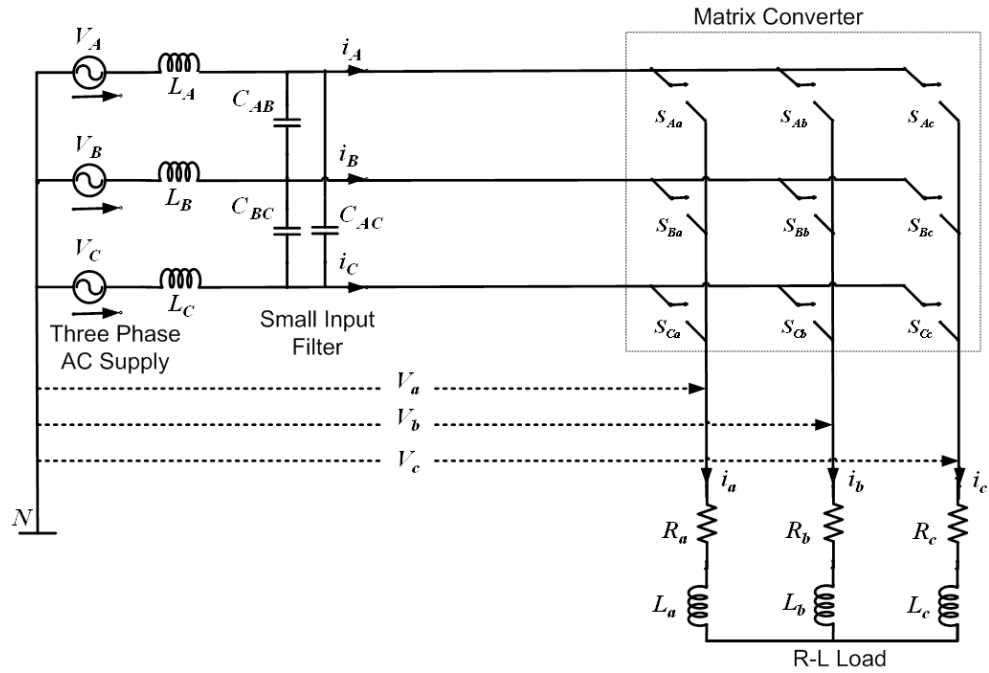 Matrix Converter
V_A
L_A
C_AB
i_A
S_Aa
S_Ab
S_Ac
V_B
L_B
C_BC
C_AC
i_B
S_Ba
S_Bb
S_Bc
V_C
L_C
i_C
S_Ca
S_Cb
S_Cc
Three Phase
AC Supply
Small Input
Filter
V_a
V_b
V_c
N
i_a
i_b
i_c
R_a
R_b
R_c
L_a
L_b
L_c
R-L Load